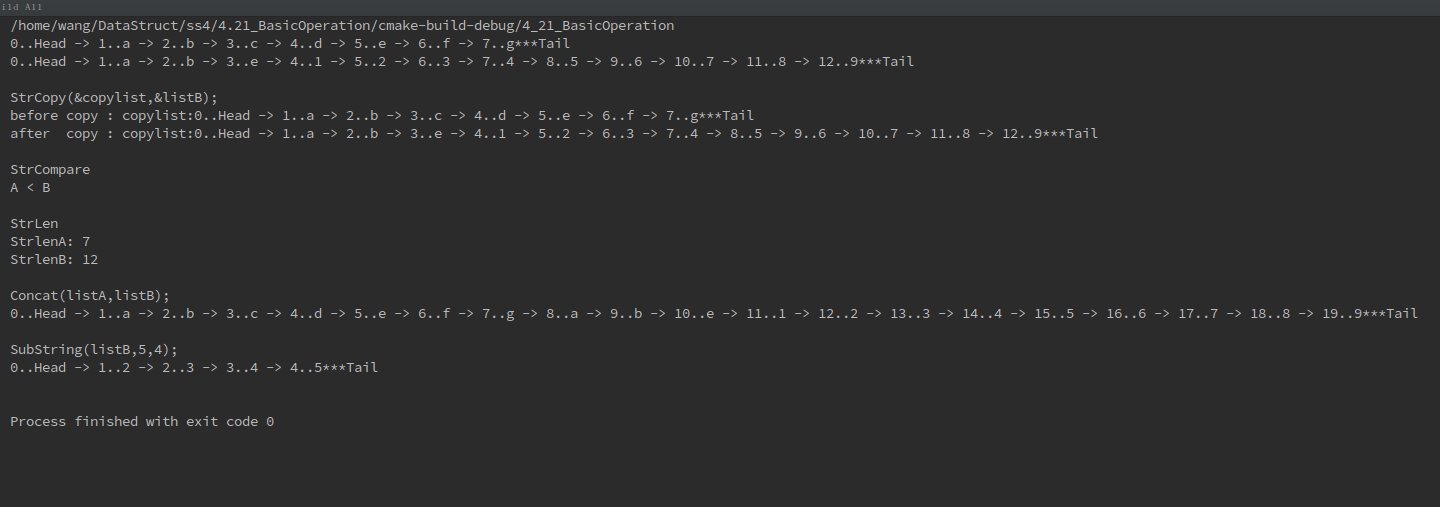 ild All
/home/wang/DataStruct/ss4/4.21_BasicOperation/cmake-build-debug/4_21_BasicOperation
0..Head -> 1..a -> 2..b -> 3..c -> 4..d -> 5..e -> 6..f -> 7..g***Tail
0..Head -> 1..a -> 2..b -> 3..e -> 4..1 -> 5..2 -> 6..3 -> 7..4 -> 8..5 -> 9..6 -> 10..7 -> 11..8 -> 12..9***Tail
StrCopy(&copylist,&listB);
before copy : copylist:0..Head -> 1..a -> 2..b -> 3..c -> 4..d -> 5..e -> 6..f -> 7..g***Tail
after  copy : copylist:0..Head -> 1..a -> 2..b -> 3..e -> 4..1 -> 5..2 -> 6..3 -> 7..4 -> 8..5 -> 9..6 -> 10..7 -> 11..8 -> 12..9***Tail
StrCompare
A < B
StrLen
StrlenA: 7
StrlenB: 12
Concat(listA,listB);
0..Head -> 1..a -> 2..b -> 3..c -> 4..d -> 5..e -> 6..f -> 7..g -> 8..a -> 9..b -> 10..e -> 11..1 -> 12..2 -> 13..3 -> 14..4 -> 15..5 -> 16..6 -> 17..7 -> 18..8 -> 19..9***Tail
SubString(listB,5,4);
0..Head -> 1..2 -> 2..3 -> 3..4 -> 4..5***Tail
Process finished with exit code 0